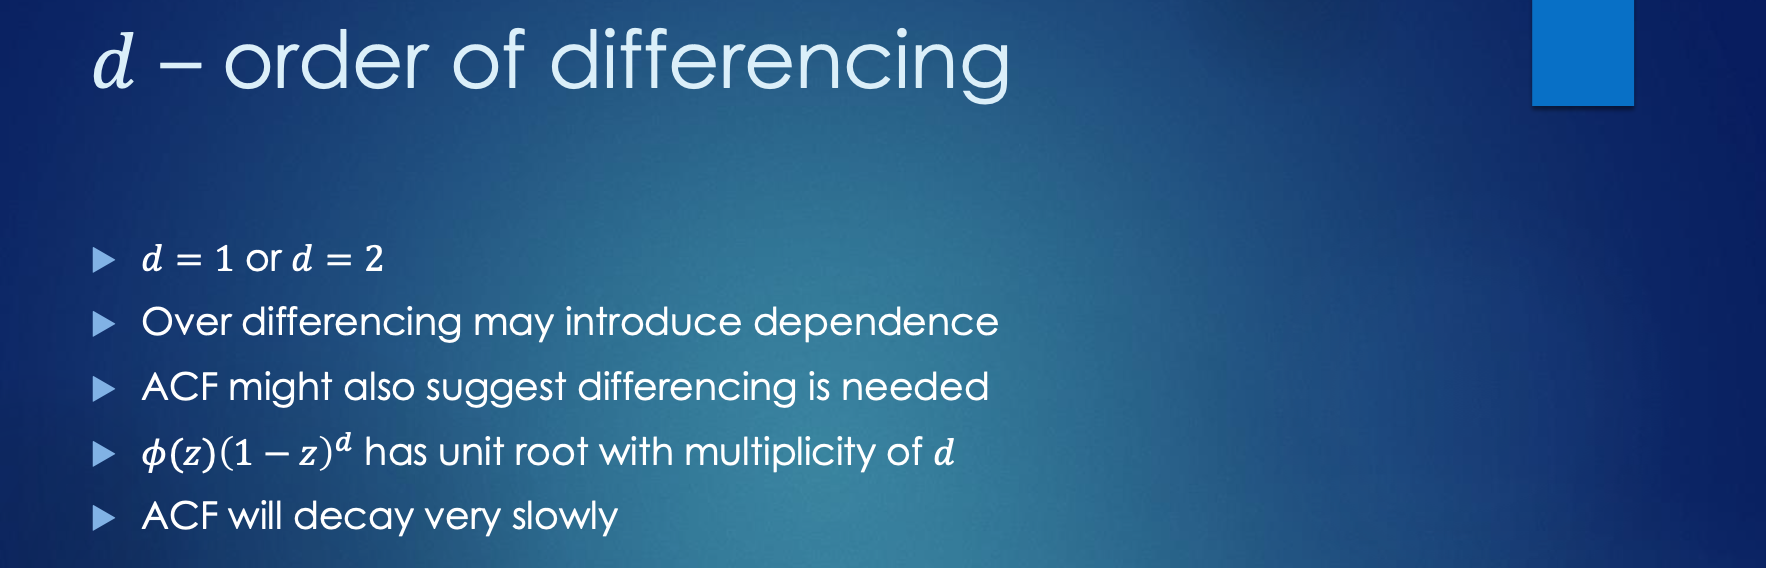 d – order of differencing
d = 1 or d = 2
Over differencing may introduce dependence
ACF might also suggest differencing is needed
ϕ(z)(1 − z)ᵈ has unit root with multiplicity of d
ACF will decay very slowly